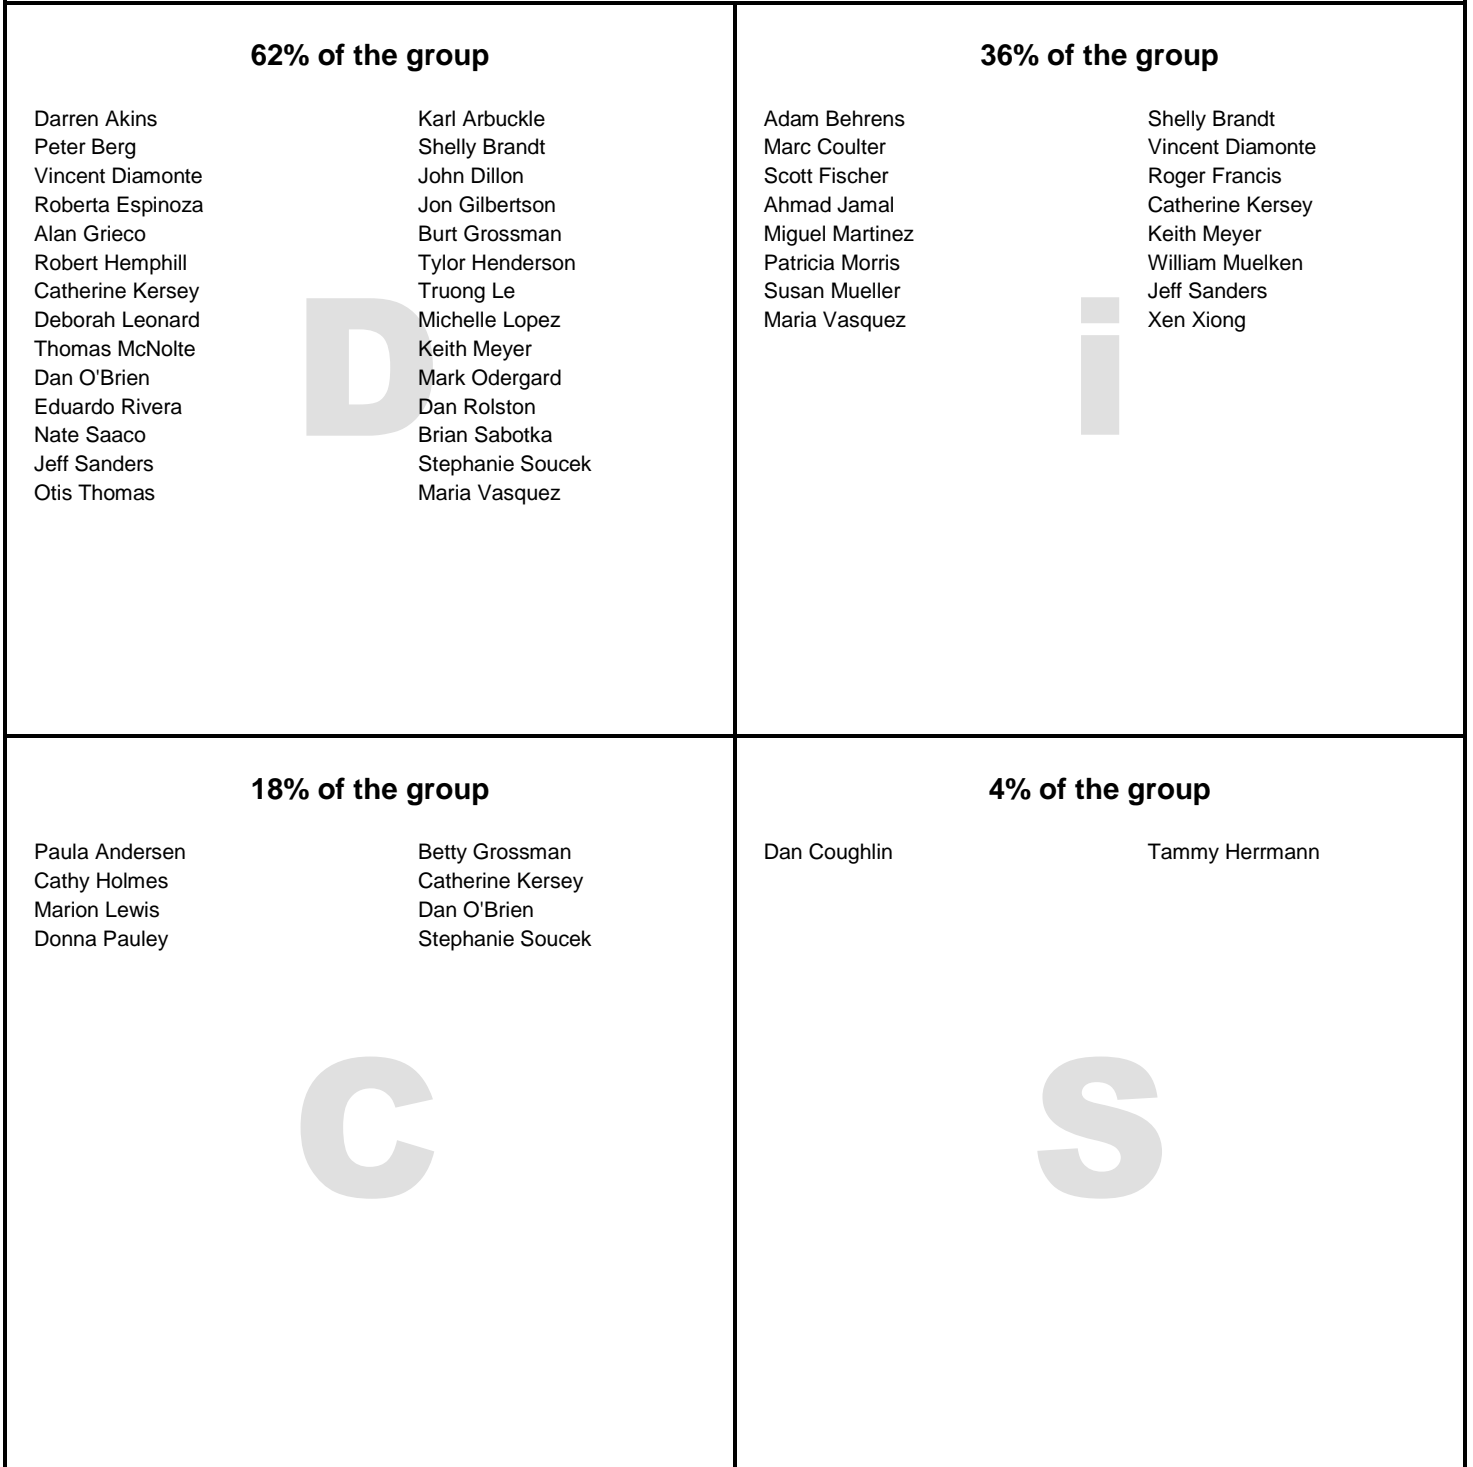 62% of the group
Darren Akins Karl Arbuckle
Peter Berg Shelly Brandt
Vincent Diamonte John Dillon
Roberta Espinoza Jon Gilbertson
Alan Grieco Burt Grossman
Robert Hemphill Tylor Henderson
Catherine Kersey Truong Le
Deborah Leonard Michelle Lopez
Thomas McNolte Keith Meyer
Dan O'Brien Mark Odergard
Eduardo Rivera Dan Rolston
Nate Saaco Brian Sabotka
Jeff Sanders Stephanie Soucek
Otis Thomas Maria Vasquez
D
36% of the group
Adam Behrens Shelly Brandt
Marc Coulter Vincent Diamonte
Scott Fischer Roger Francis
Ahmad Jamal Catherine Kersey
Miguel Martinez Keith Meyer
Patricia Morris William Muelken
Susan Mueller Jeff Sanders
Maria Vasquez Xen Xiong
i
18% of the group
Paula Andersen Betty Grossman
Cathy Holmes Catherine Kersey
Marion Lewis Dan O'Brien
Donna Pauley Stephanie Soucek
C
4% of the group
Dan Coughlin Tammy Herrmann
S